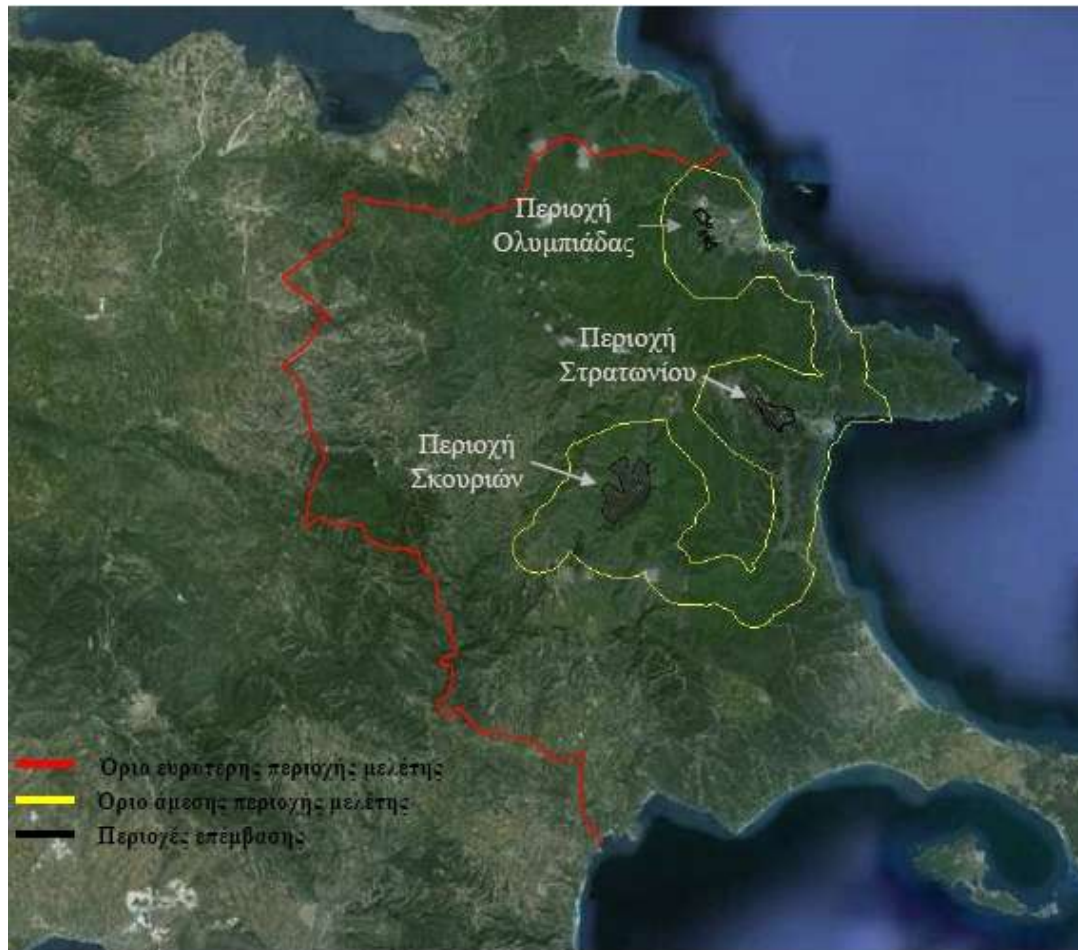 Περιοχή
Ολυμπιάδας
Περιοχή
Στρατωνίου
Περιοχή
Σκουριών
Όρια ευρύτερης περιοχής μελέτης
Όριο άμεσης περιοχής μελέτης
Περιοχές επέμβασης